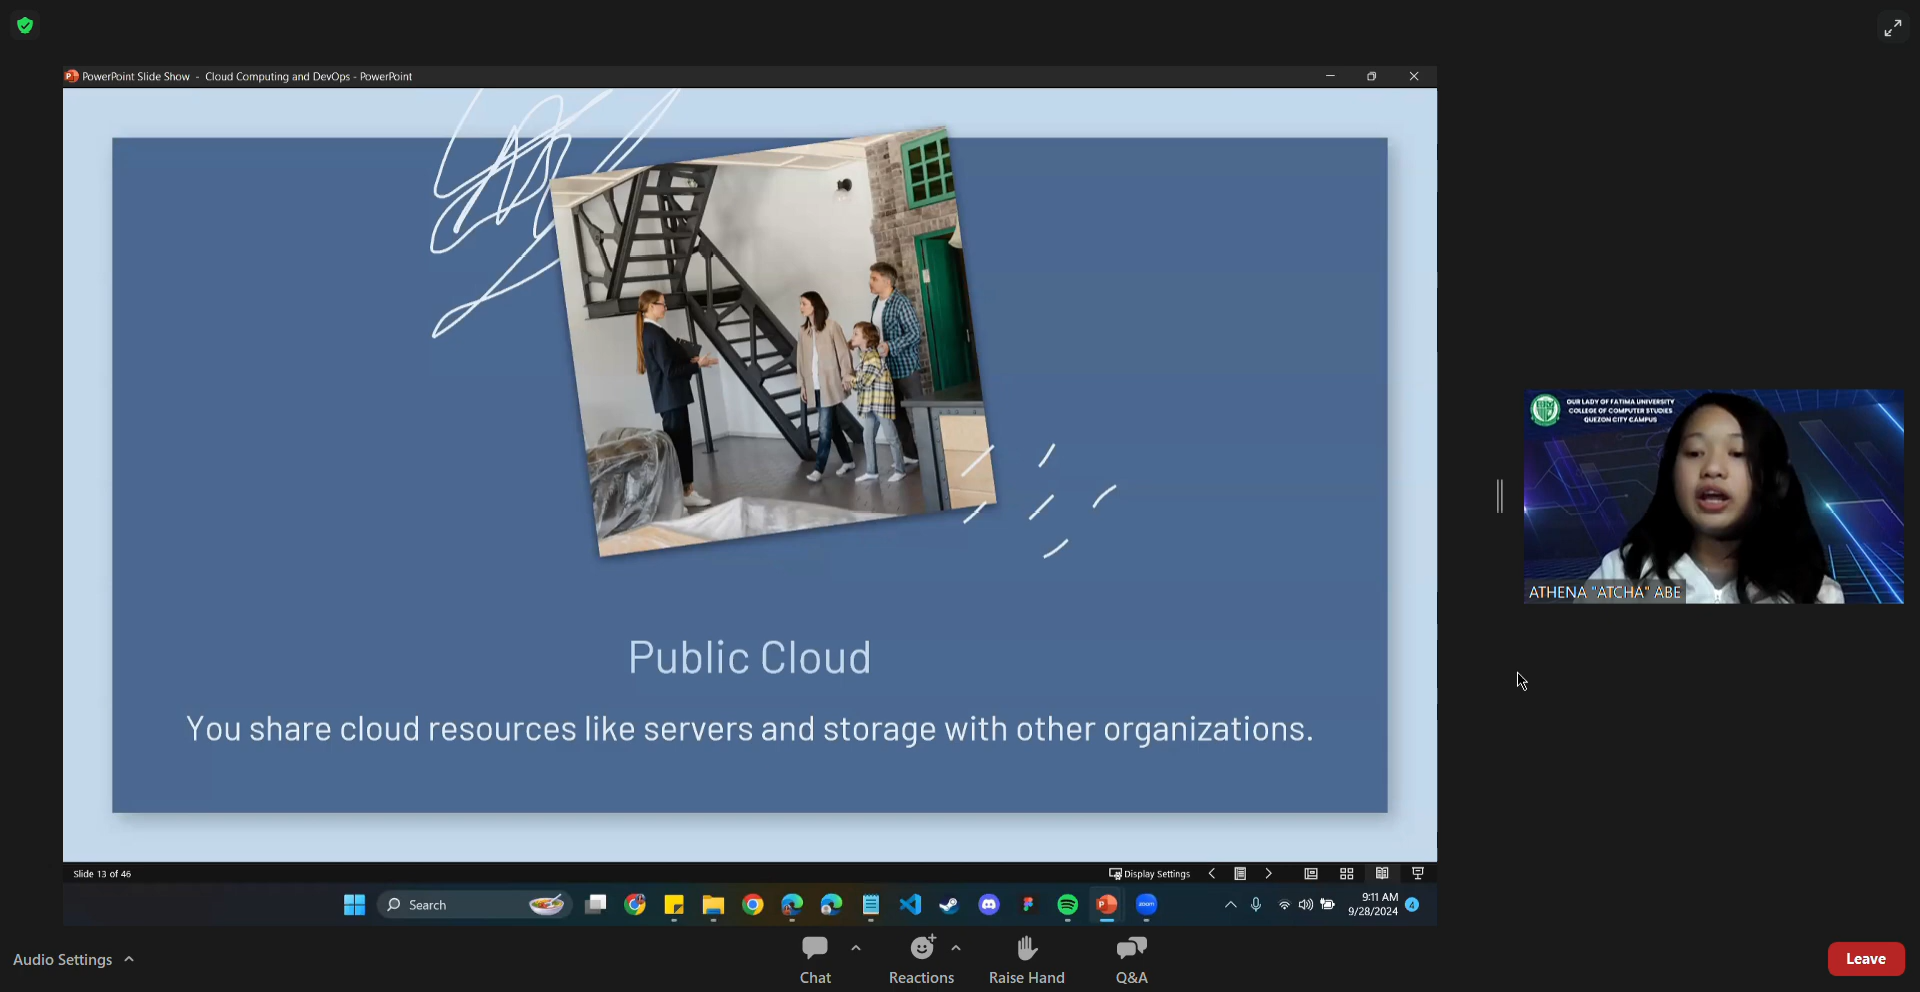 PowerPoint Slide Show - Cloud Computing and DevOps - PowerPoint
OUR LADY OF FATIMA UNIVERSITY
COLLEGE OF COMPUTER STUDIES
QUEZON CITY CAMPUS
ATHENA "ATCHA" ABE
Public Cloud
You share cloud resources like servers and storage with other organizations.
Slide 13 of 46
Display Settings
Search
zoom
9:11 AM
9/28/2024
4
Audio Settings
Chat
Reactions
Raise Hand
Q&A
Leave